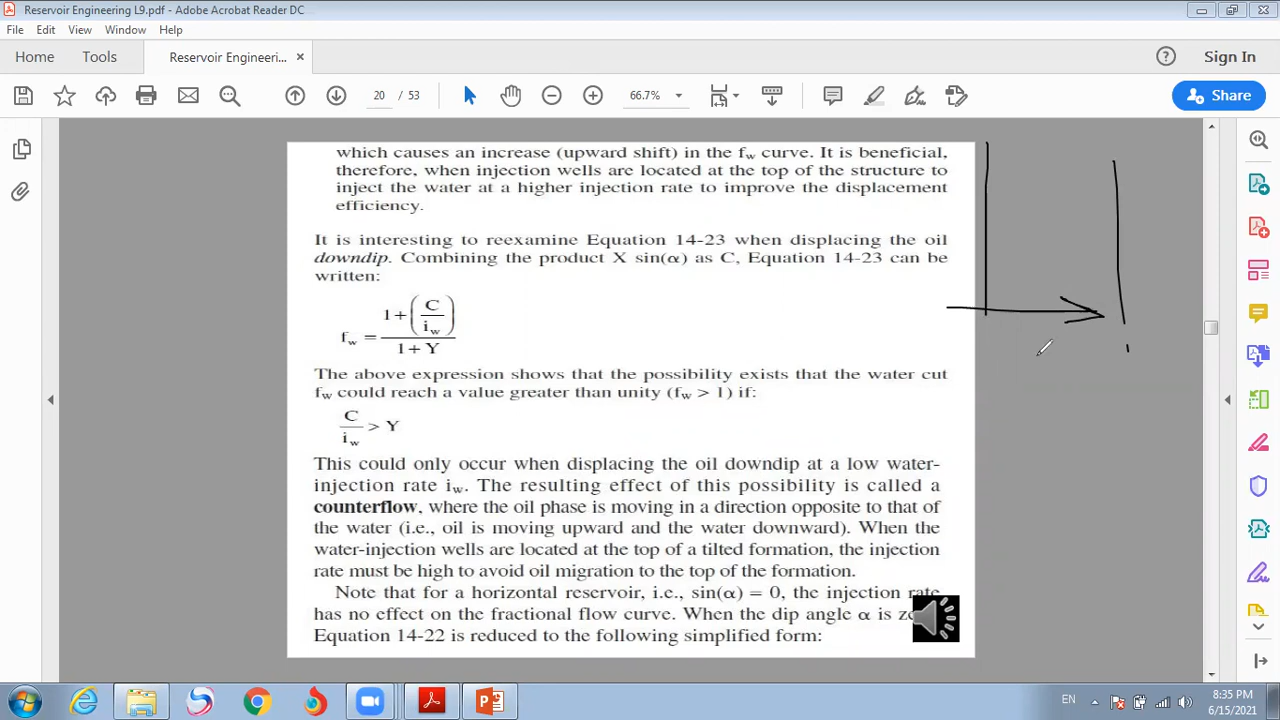 Reservoir Engineering L9.pdf - Adobe Acrobat Reader DC
File Edit View Window Help
Home Tools Reservoir Engineeri... × Sign In
20 / 53 66.7% Share
which causes an increase (upward shift) in the fw curve. It is beneficial,
therefore, when injection wells are located at the top of the structure to
inject the water at a higher injection rate to improve the displacement
efficiency.
It is interesting to reexamine Equation 14-23 when displacing the oil
downdip. Combining the product X sin(α) as C, Equation 14-23 can be
written:
fw = (1 + (C / iw)) / (1 + Y)
The above expression shows that the possibility exists that the water cut
fw could reach a value greater than unity (fw > 1) if:
C / iw > Y
This could only occur when displacing the oil downdip at a low water-
injection rate iw. The resulting effect of this possibility is called a
counterflow, where the oil phase is moving in a direction opposite to that of
the water (i.e., oil is moving upward and the water downward). When the
water-injection wells are located at the top of a tilted formation, the injection
rate must be high to avoid oil migration to the top of the formation.
Note that for a horizontal reservoir, i.e., sin(α) = 0, the injection rate
has no effect on the fractional flow curve. When the dip angle α is
Equation 14-22 is reduced to the following simplified form:
EN 8:35 PM
6/15/2021